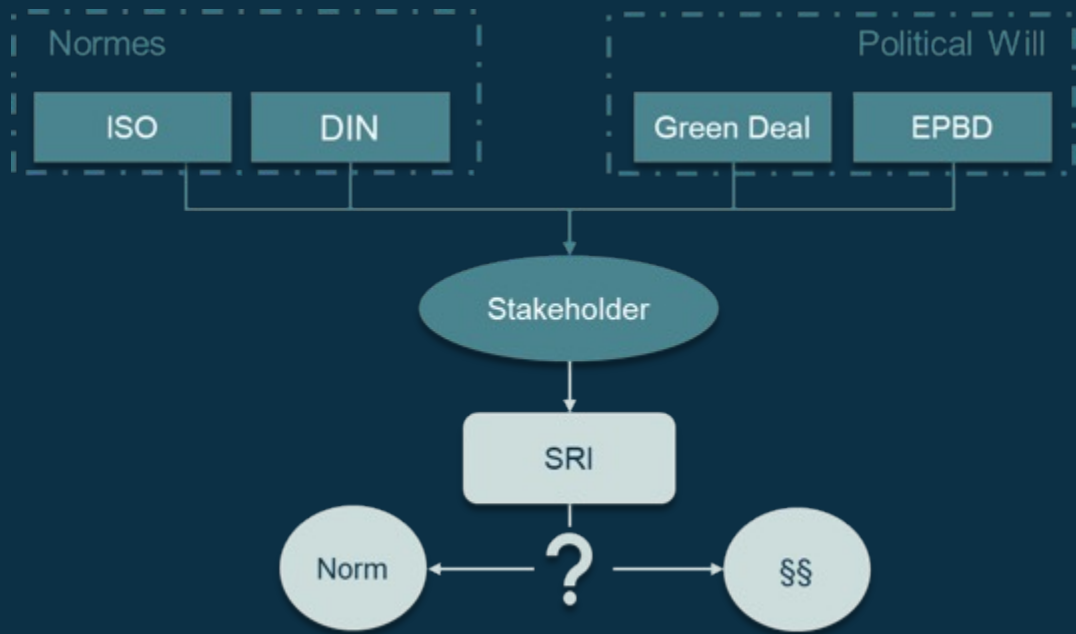 Normes
Political Will
ISO
DIN
Green Deal
EPBD
Stakeholder
SRI
Norm
?
§§